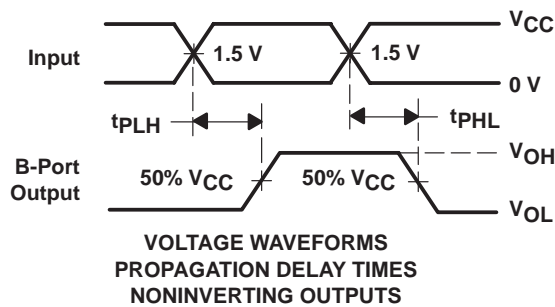 VCC
Input
1.5 V
1.5 V
0 V
tPLH
tPHL
B-Port
Output
50% VCC
50% VCC
VOH
VOL
VOLTAGE WAVEFORMS
PROPAGATION DELAY TIMES
NONINVERTING OUTPUTS